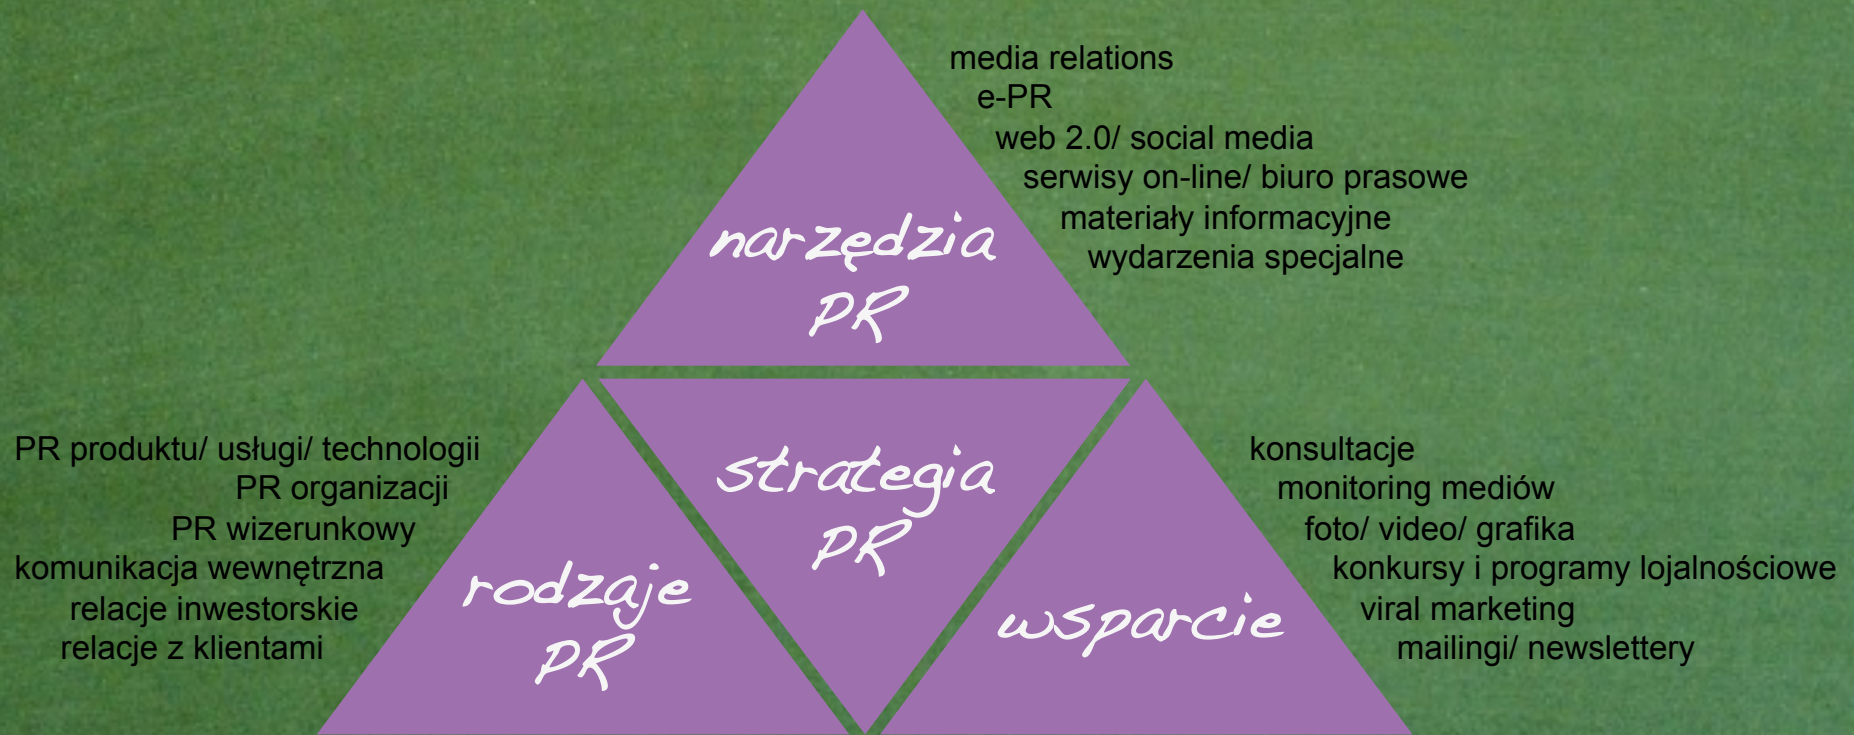 media relations
e-PR
web 2.0/ social media
serwisy on-line/ biuro prasowe
materiały informacyjne
wydarzenia specjalne
narzędzia
PR
PR produktu/ usługi/ technologii
PR organizacji
PR wizerunkowy
komunikacja wewnętrzna
relacje inwestorskie
relacje z klientami
rodzaje
PR
strategia
PR
wsparcie
konsultacje
monitoring mediów
foto/ video/ grafika
konkursy i programy lojalnościowe
viral marketing
mailingi/ newslettery